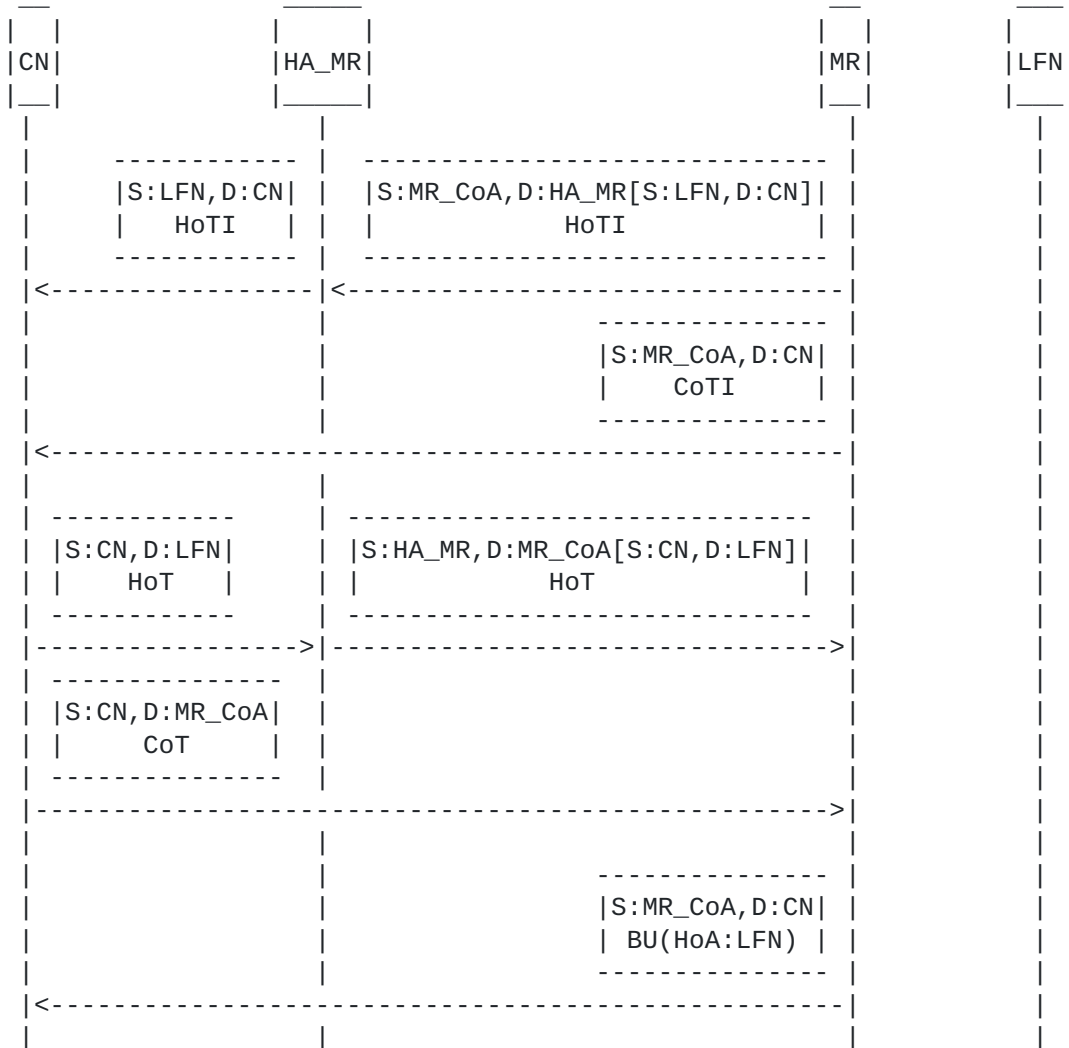 CN HA_MR MR LFN
S:LFN,D:CN S:MR_CoA,D:HA_MR[S:LFN,D:CN]
HoTI HoTI
S:MR_CoA,D:CN
CoTI
S:CN,D:LFN S:HA_MR,D:MR_CoA[S:CN,D:LFN]
HoT HoT
S:CN,D:MR_CoA
CoT
S:MR_CoA,D:CN
BU(HoA:LFN)